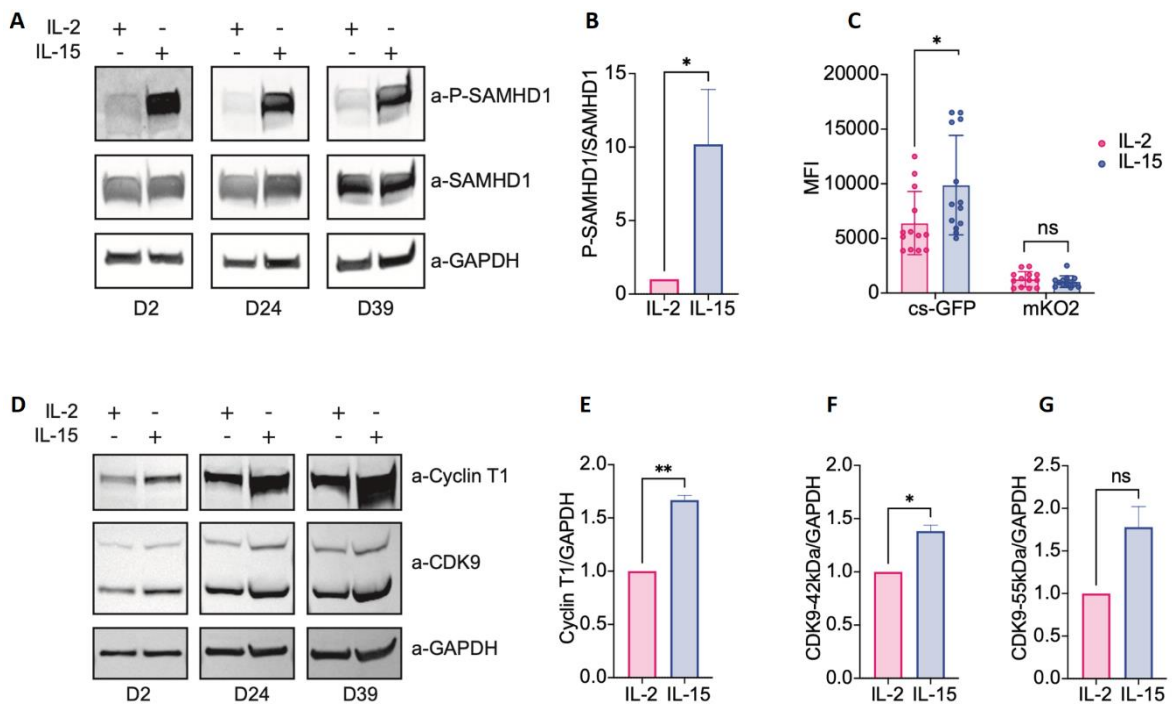 A
IL-2 + - + - + -
IL-15 - + - + - +
a-P-SAMHD1
a-SAMHD1
a-GAPDH
D2 D24 D39
B
P-SAMHD1/SAMHD1
15
10
5
0
*
IL-2 IL-15
C
MFI
20000
15000
10000
5000
0
*
ns
cs-GFP mKO2
IL-2
IL-15
D
IL-2 + - + - + -
IL-15 - + - + - +
a-Cyclin T1
a-CDK9
a-GAPDH
D2 D24 D39
E
Cyclin T1/GAPDH
2.0
1.5
1.0
0.5
0.0
**
IL-2 IL-15
F
CDK9-42kDa/GAPDH
2.0
1.5
1.0
0.5
0.0
*
IL-2 IL-15
G
CDK9-55kDa/GAPDH
2.5
2.0
1.5
1.0
0.5
0.0
ns
IL-2 IL-15